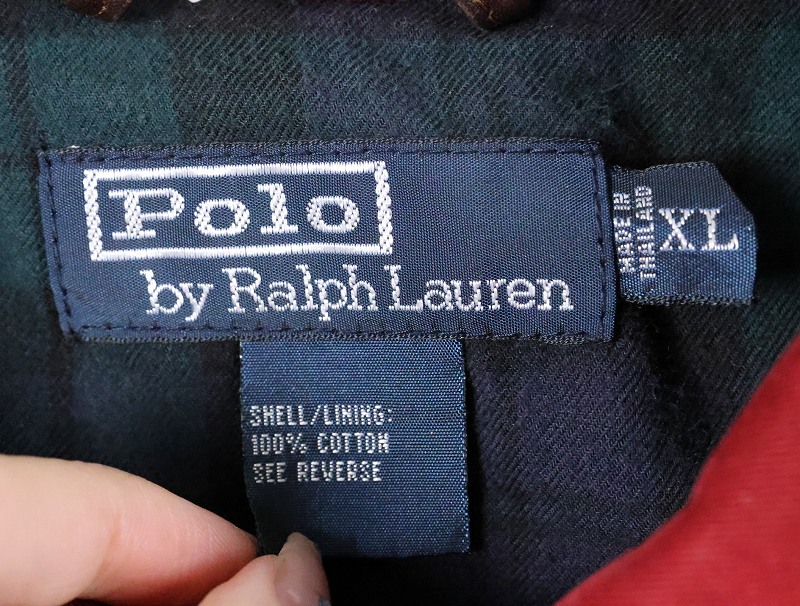 Polo
by Ralph Lauren
MADE IN
THAILAND
XL
SHELL/LINING:
100% COTTON
SEE REVERSE